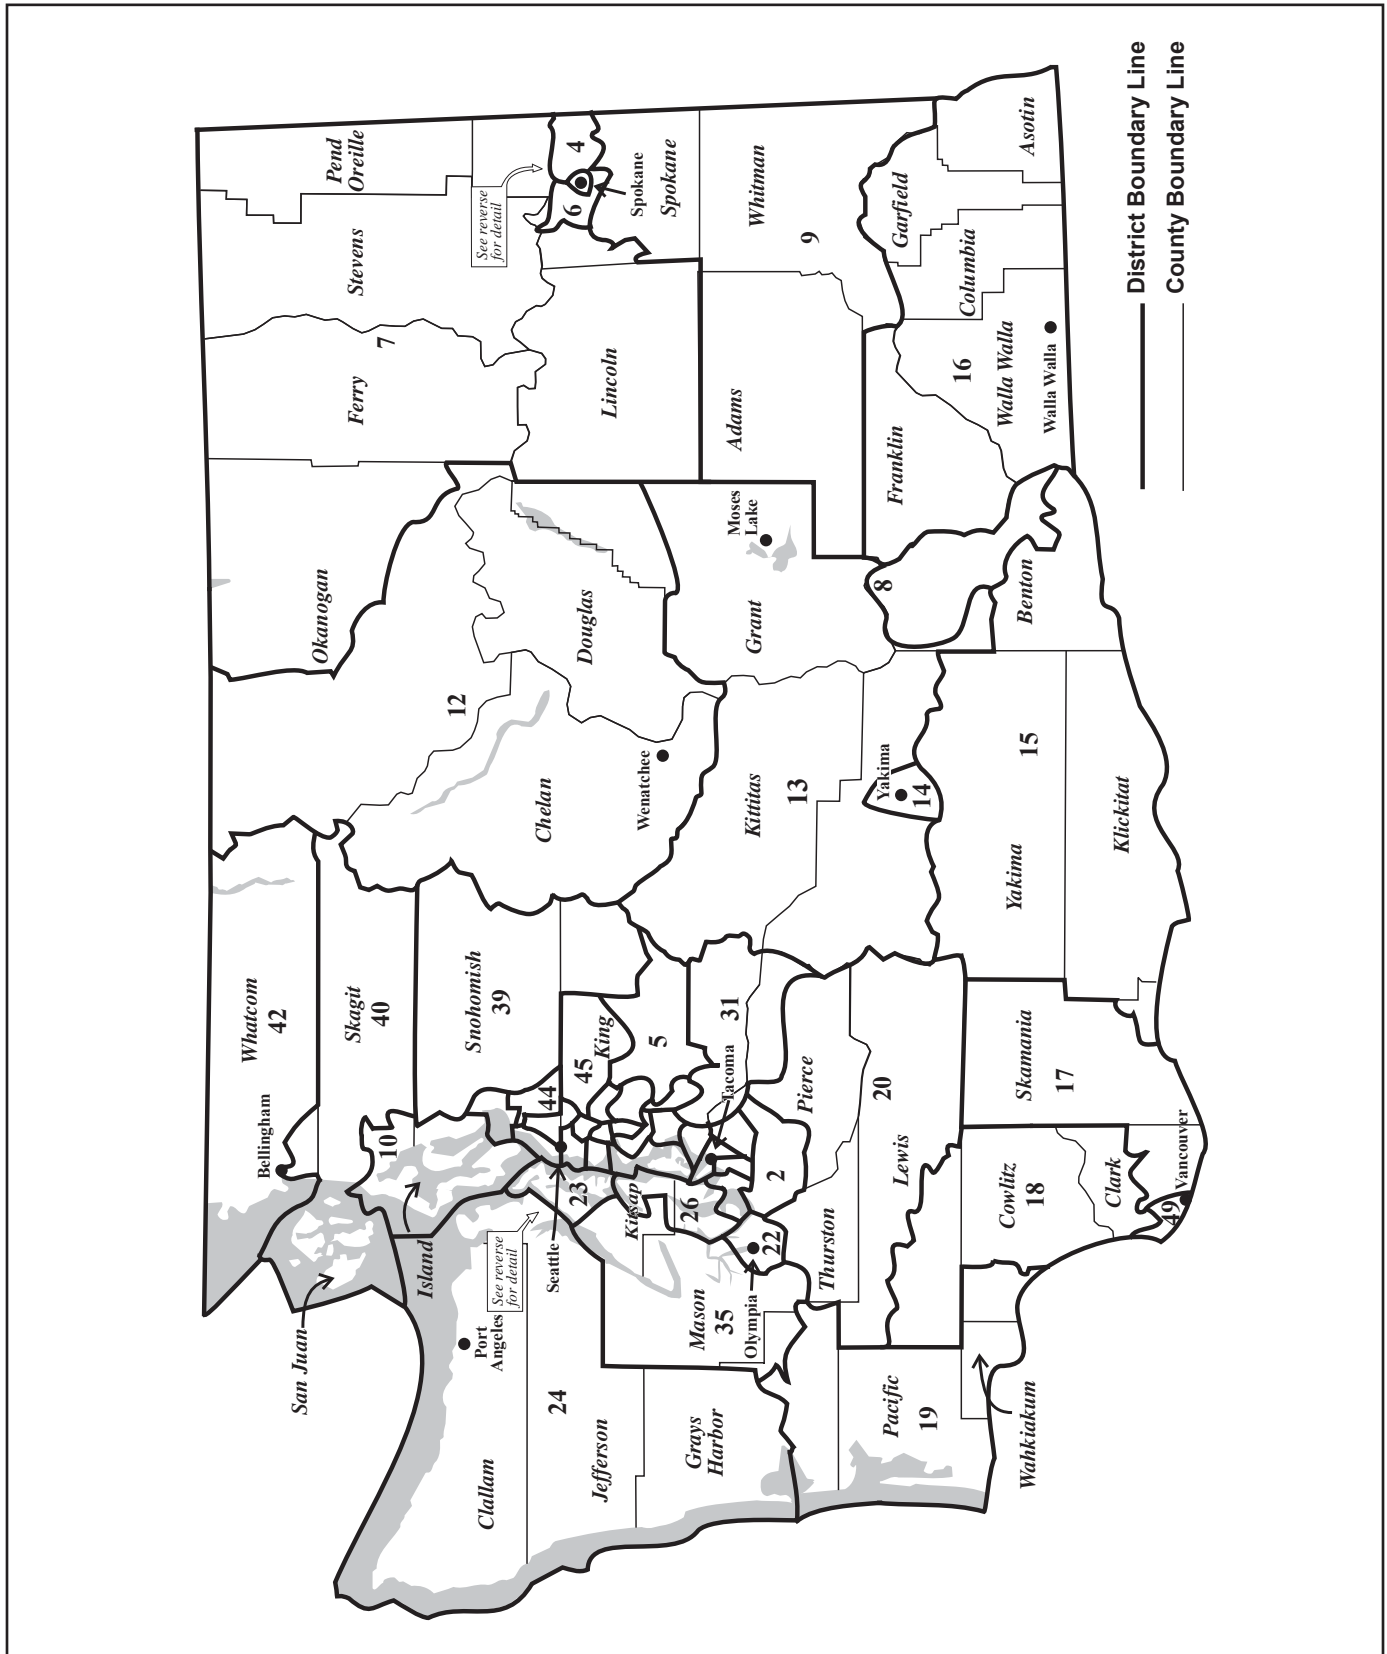 Whatcom
42
Bellingham
San Juan
Skagit
40
10
Island
Snohomish
39
44
See reverse
for detail
Seattle
Port
Angeles
Clallam
24
Jefferson
Grays
Harbor
Mason
35
Olympia
22
23
Kitsap
26
45
King
5
31
Tacoma
2
Pierce
Thurston
20
Lewis
Pacific
19
Wahkiakum
Cowlitz
18
Clark
49
Vancouver
Skamania
17
Okanogan
12
Chelan
Wenatchee
Douglas
Grant
Moses
Lake
Kittitas
13
Yakima
14
15
Yakima
Klickitat
8
Benton
Ferry
7
Stevens
Pend
Oreille
See reverse
for detail
4
6
Spokane
Spokane
Lincoln
Adams
Whitman
9
Franklin
16
Walla Walla
Walla Walla
Columbia
Garfield
Asotin
District Boundary Line
County Boundary Line